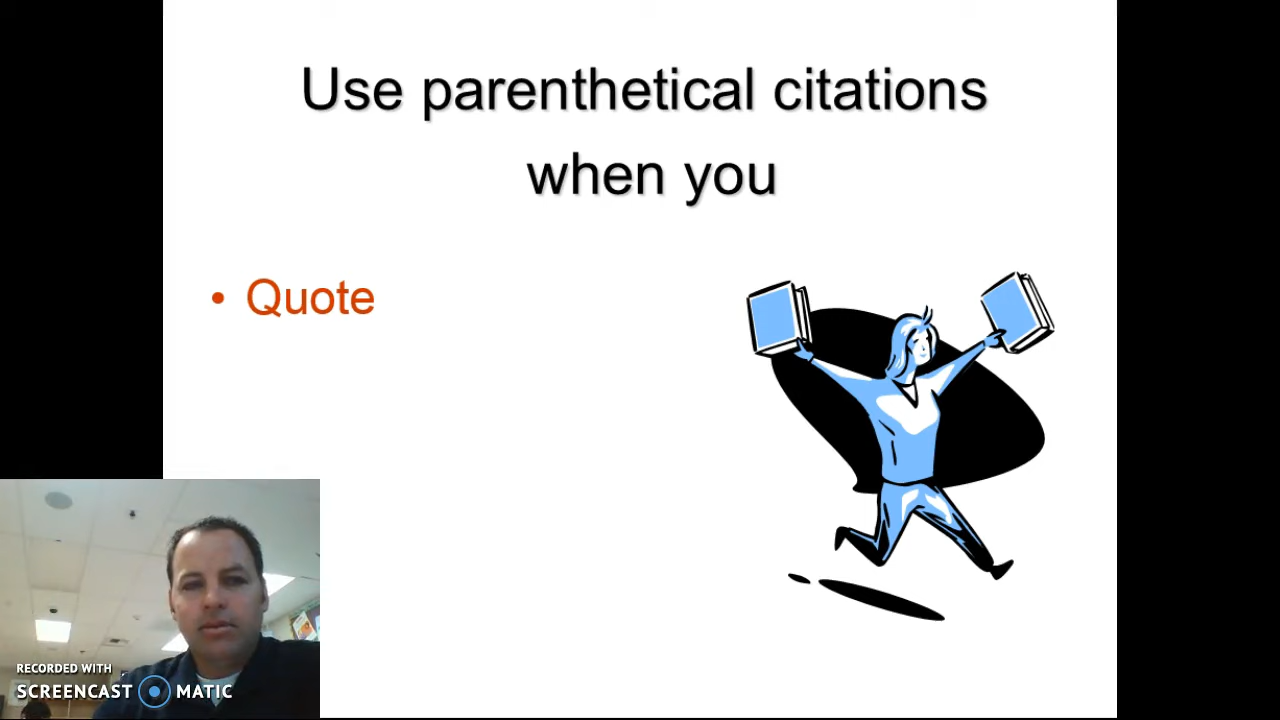 Use parenthetical citations
when you
• Quote
RECORDED WITH
SCREENCAST MATIC